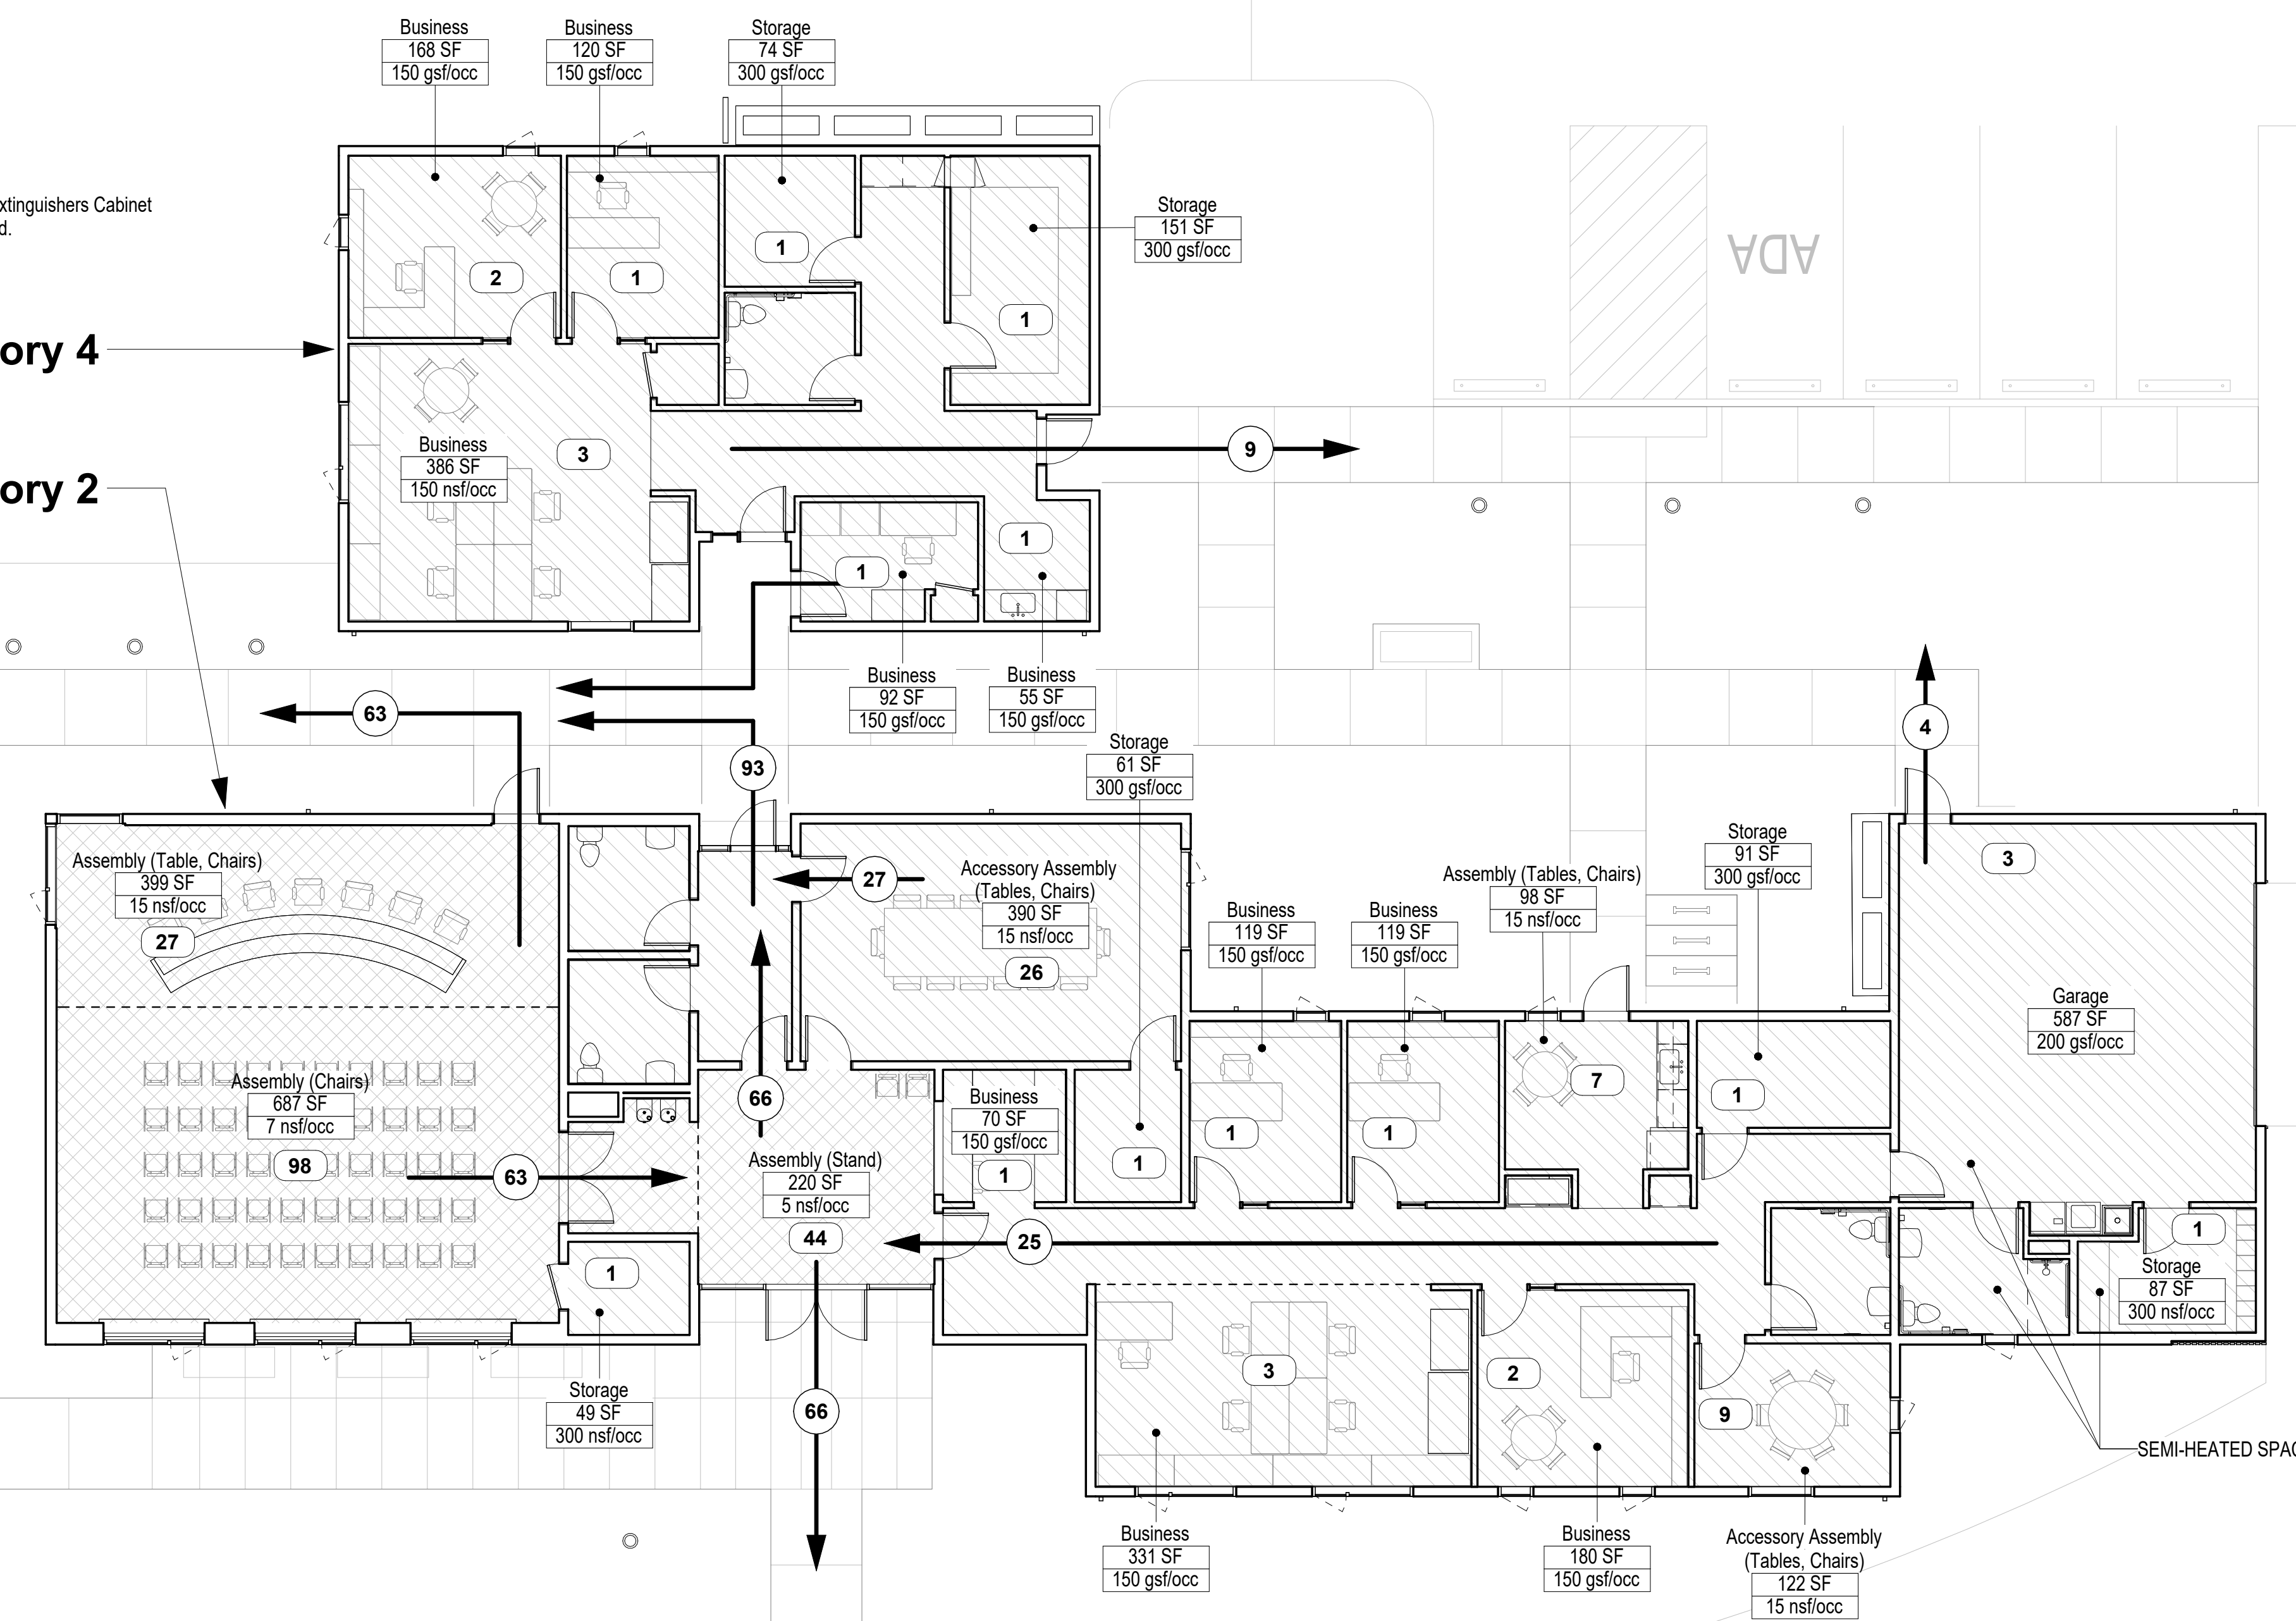 Business
168 SF
150 gsf/occ
Business
120 SF
150 gsf/occ
Storage
74 SF
300 gsf/occ
xtinguishers Cabinet
d.
Storage
151 SF
300 gsf/occ
ADA
1
2
1
1
ory 4
Business
386 SF
150 nsf/occ
3
9
ory 2
1
1
Business
92 SF
150 gsf/occ
Business
55 SF
150 gsf/occ
63
93
4
Storage
61 SF
300 gsf/occ
Assembly (Table, Chairs)
399 SF
15 nsf/occ
27
27
Accessory Assembly
(Tables, Chairs)
390 SF
15 nsf/occ
26
Business
119 SF
150 gsf/occ
Business
119 SF
150 gsf/occ
Assembly (Tables, Chairs)
98 SF
15 nsf/occ
Storage
91 SF
300 gsf/occ
3
Garage
587 SF
200 gsf/occ
Assembly (Chairs)
687 SF
7 nsf/occ
98
63
66
Business
70 SF
150 gsf/occ
1
1
1
1
7
1
Assembly (Stand)
220 SF
5 nsf/occ
44
25
1
Storage
87 SF
300 nsf/occ
1
Storage
49 SF
300 nsf/occ
66
3
2
9
SEMI-HEATED SPAC
Business
331 SF
150 gsf/occ
Business
180 SF
150 gsf/occ
Accessory Assembly
(Tables, Chairs)
122 SF
15 nsf/occ